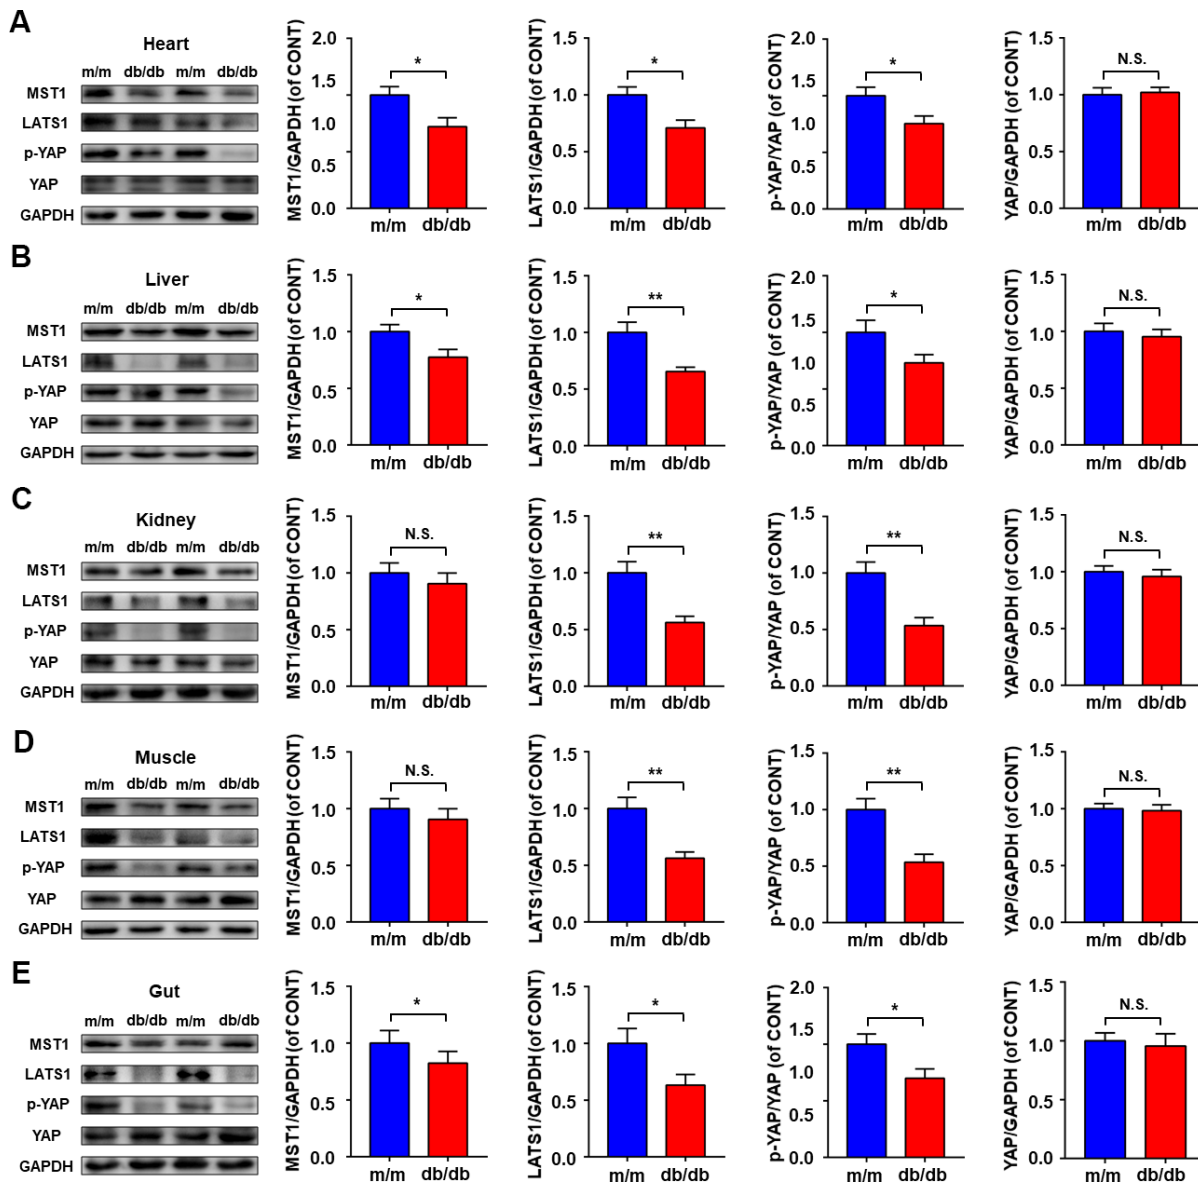 A
Heart
m/m db/db m/m db/db
MST1
LATS1
p-YAP
YAP
GAPDH
MST1/GAPDH (of CONT)
2.0
1.5
1.0
0.5
0.0
*
m/m db/db
LATS1/GAPDH (of CONT)
1.5
1.0
0.5
0.0
*
m/m db/db
p-YAP/YAP (of CONT)
2.0
1.5
1.0
0.5
0.0
*
m/m db/db
YAP/GAPDH (of CONT)
1.5
1.0
0.5
0.0
N.S.
m/m db/db
B
Liver
m/m db/db m/m db/db
MST1
LATS1
p-YAP
YAP
GAPDH
MST1/GAPDH (of CONT)
1.5
1.0
0.5
0.0
*
m/m db/db
LATS1/GAPDH (of CONT)
1.5
1.0
0.5
0.0
**
m/m db/db
p-YAP/YAP (of CONT)
2.0
1.5
1.0
0.5
0.0
*
m/m db/db
YAP/GAPDH (of CONT)
1.5
1.0
0.5
0.0
N.S.
m/m db/db
C
Kidney
m/m db/db m/m db/db
MST1
LATS1
p-YAP
YAP
GAPDH
MST1/GAPDH (of CONT)
1.5
1.0
0.5
0.0
N.S.
m/m db/db
LATS1/GAPDH (of CONT)
1.5
1.0
0.5
0.0
**
m/m db/db
p-YAP/YAP (of CONT)
1.5
1.0
0.5
0.0
**
m/m db/db
YAP/GAPDH (of CONT)
1.5
1.0
0.5
0.0
N.S.
m/m db/db
D
Muscle
m/m db/db m/m db/db
MST1
LATS1
p-YAP
YAP
GAPDH
MST1/GAPDH (of CONT)
1.5
1.0
0.5
0.0
N.S.
m/m db/db
LATS1/GAPDH (of CONT)
1.5
1.0
0.5
0.0
**
m/m db/db
p-YAP/YAP (of CONT)
1.5
1.0
0.5
0.0
**
m/m db/db
YAP/GAPDH (of CONT)
1.5
1.0
0.5
0.0
N.S.
m/m db/db
E
Gut
m/m db/db m/m db/db
MST1
LATS1
p-YAP
YAP
GAPDH
MST1/GAPDH (of CONT)
1.5
1.0
0.5
0.0
*
m/m db/db
LATS1/GAPDH (of CONT)
1.5
1.0
0.5
0.0
*
m/m db/db
p-YAP/YAP (of CONT)
2.0
1.5
1.0
0.5
0.0
*
m/m db/db
YAP/GAPDH (of CONT)
1.5
1.0
0.5
0.0
N.S.
m/m db/db